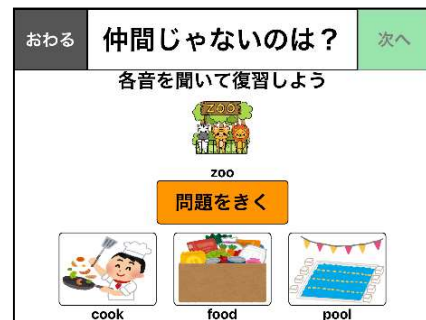 おわる
仲間じゃないのは？
次へ
各音を聞いて復習しよう
ZOO
zoo
問題をきく
cook
food
pool